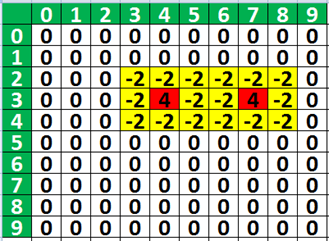 0 1 2 3 4 5 6 7 8 9
0 0 0 0 0 0 0 0 0 0 0
1 0 0 0 0 0 0 0 0 0 0
2 0 0 0 -2 -2 -2 -2 -2 -2 0
3 0 0 0 -2 4 -2 -2 4 -2 0
4 0 0 0 -2 -2 -2 -2 -2 -2 0
5 0 0 0 0 0 0 0 0 0 0
6 0 0 0 0 0 0 0 0 0 0
7 0 0 0 0 0 0 0 0 0 0
8 0 0 0 0 0 0 0 0 0 0
9 0 0 0 0 0 0 0 0 0 0